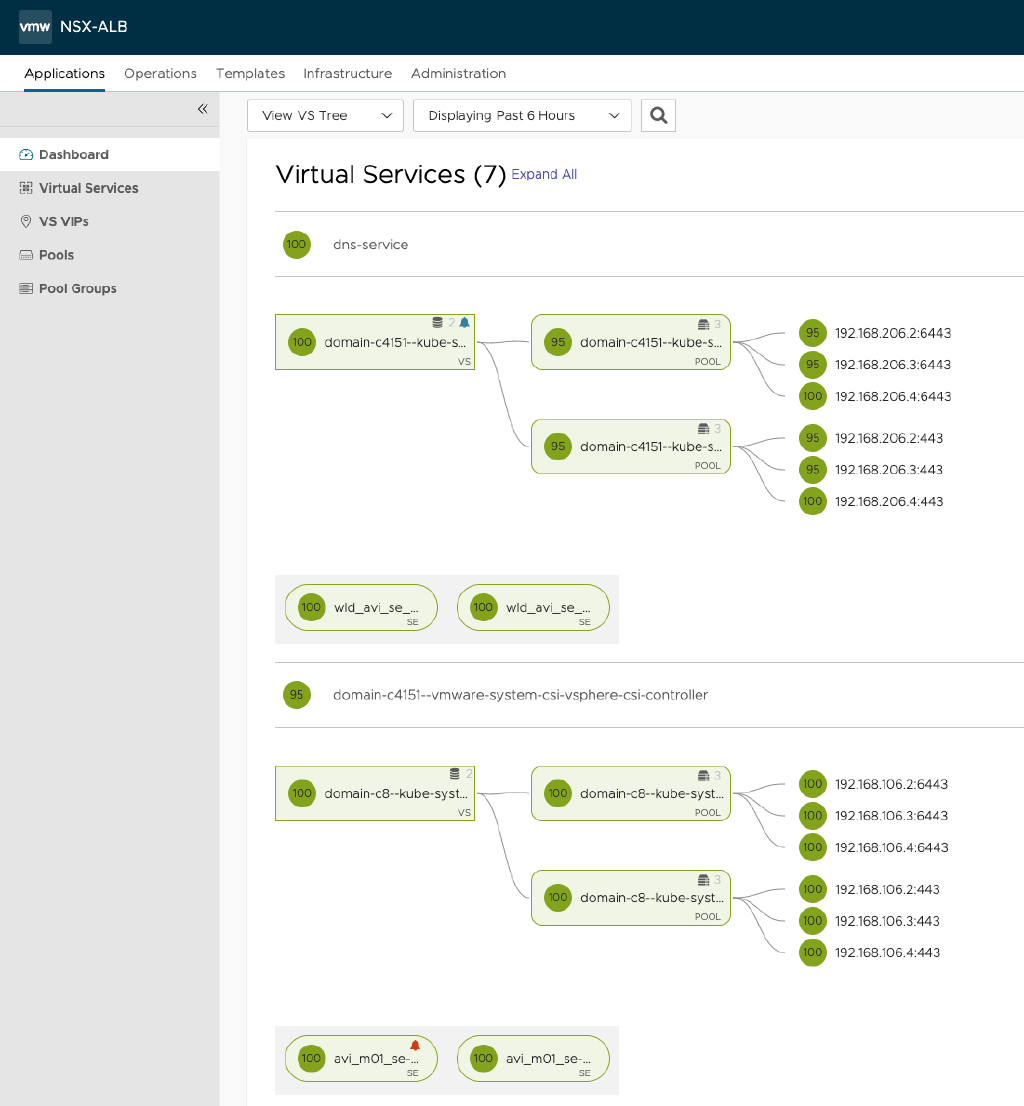 vmw NSX-ALB
Applications Operations Templates Infrastructure Administration
Dashboard
Virtual Services
VS VIPs
Pools
Pool Groups
View VS Tree Displaying Past 6 Hours
Virtual Services (7) Expand All
100 dns-service
2
100 domain-c4151--kube-s...
VS
3
95 domain-c4151--kube-s...
POOL
95 192.168.206.2:6443
95 192.168.206.3:6443
100 192.168.206.4:6443
3
95 domain-c4151--kube-s...
POOL
95 192.168.206.2:443
95 192.168.206.3:443
100 192.168.206.4:443
100 wld_avi_se_...
SE
100 wld_avi_se_...
SE
95 domain-c4151--vmware-system-csi-vsphere-csi-controller
2
100 domain-c8--kube-syst...
VS
3
100 domain-c8--kube-syst...
POOL
100 192.168.106.2:6443
100 192.168.106.3:6443
100 192.168.106.4:6443
3
100 domain-c8--kube-syst...
POOL
100 192.168.106.2:443
100 192.168.106.3:443
100 192.168.106.4:443
100 avi_m01_se-...
SE
100 avi_m01_se-...
SE